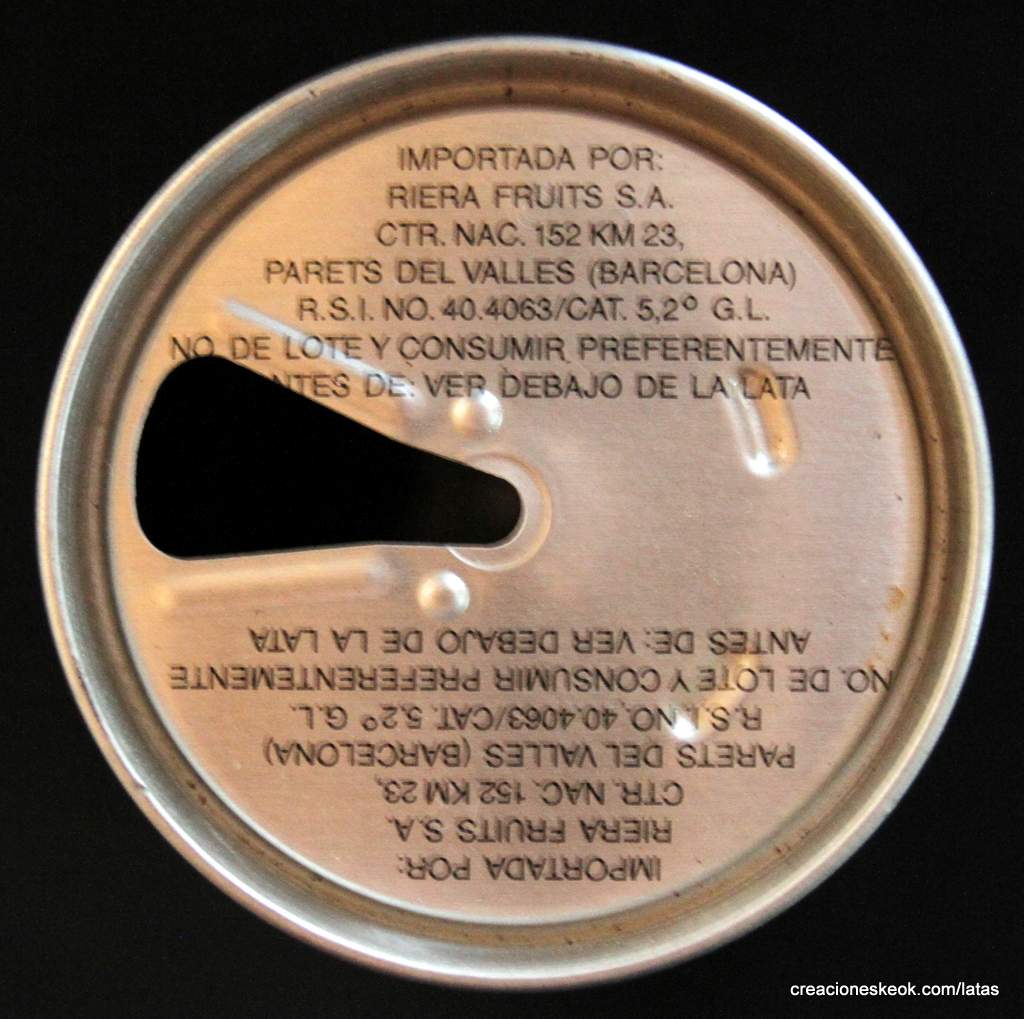 IMPORTADA POR:
RIERA FRUITS S.A.
CTR. NAC. 152 KM 23,
PARETS DEL VALLES (BARCELONA)
R.S.I. NO. 40.4063/CAT. 5,2º G.L.
NO. DE LOTE Y CONSUMIR PREFERENTEMENTE
ANTES DE: VER DEBAJO DE LA LATA
IMPORTADA POR:
RIERA FRUITS S.A.
CTR. NAC. 152 KM 23,
PARETS DEL VALLES (BARCELONA)
R.S.I. NO. 40.4063/CAT. 5,2º G.L.
NO. DE LOTE Y CONSUMIR PREFERENTEMENTE
ANTES DE: VER DEBAJO DE LA LATA
creacioneskeok.com/latas